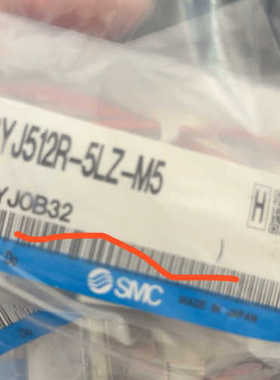 YJ512R-5LZ-M5
YJOB32
H
SMC
MADE IN JAPAN